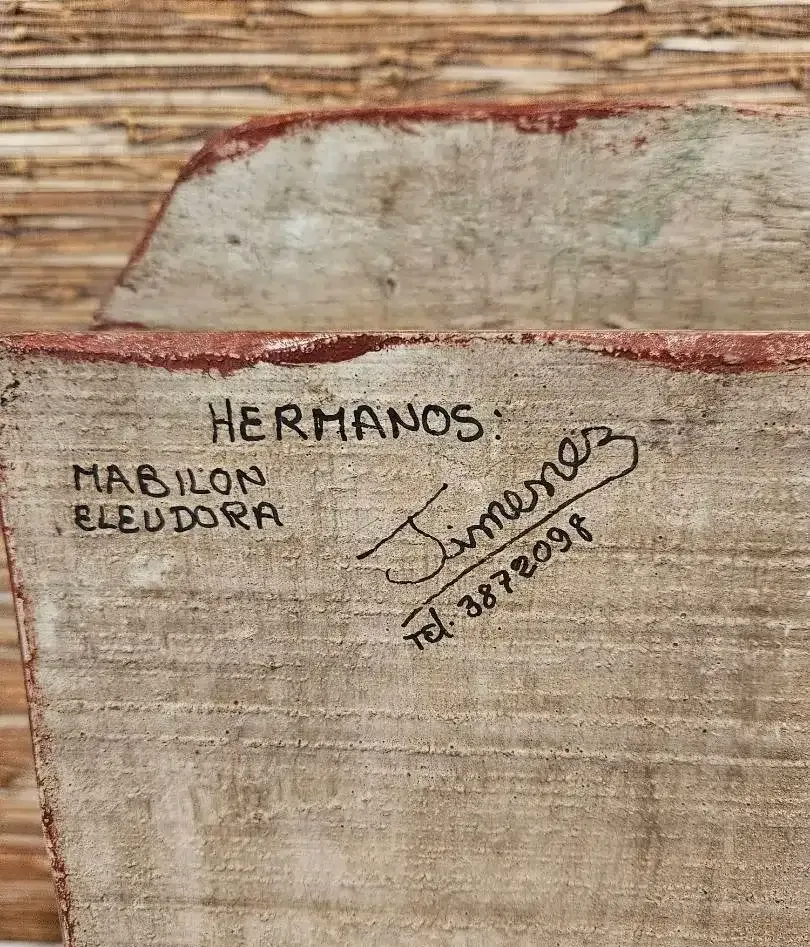 HERMANOS:
MABILON
ELEUDORA
Jimenez
Tel. 3872098